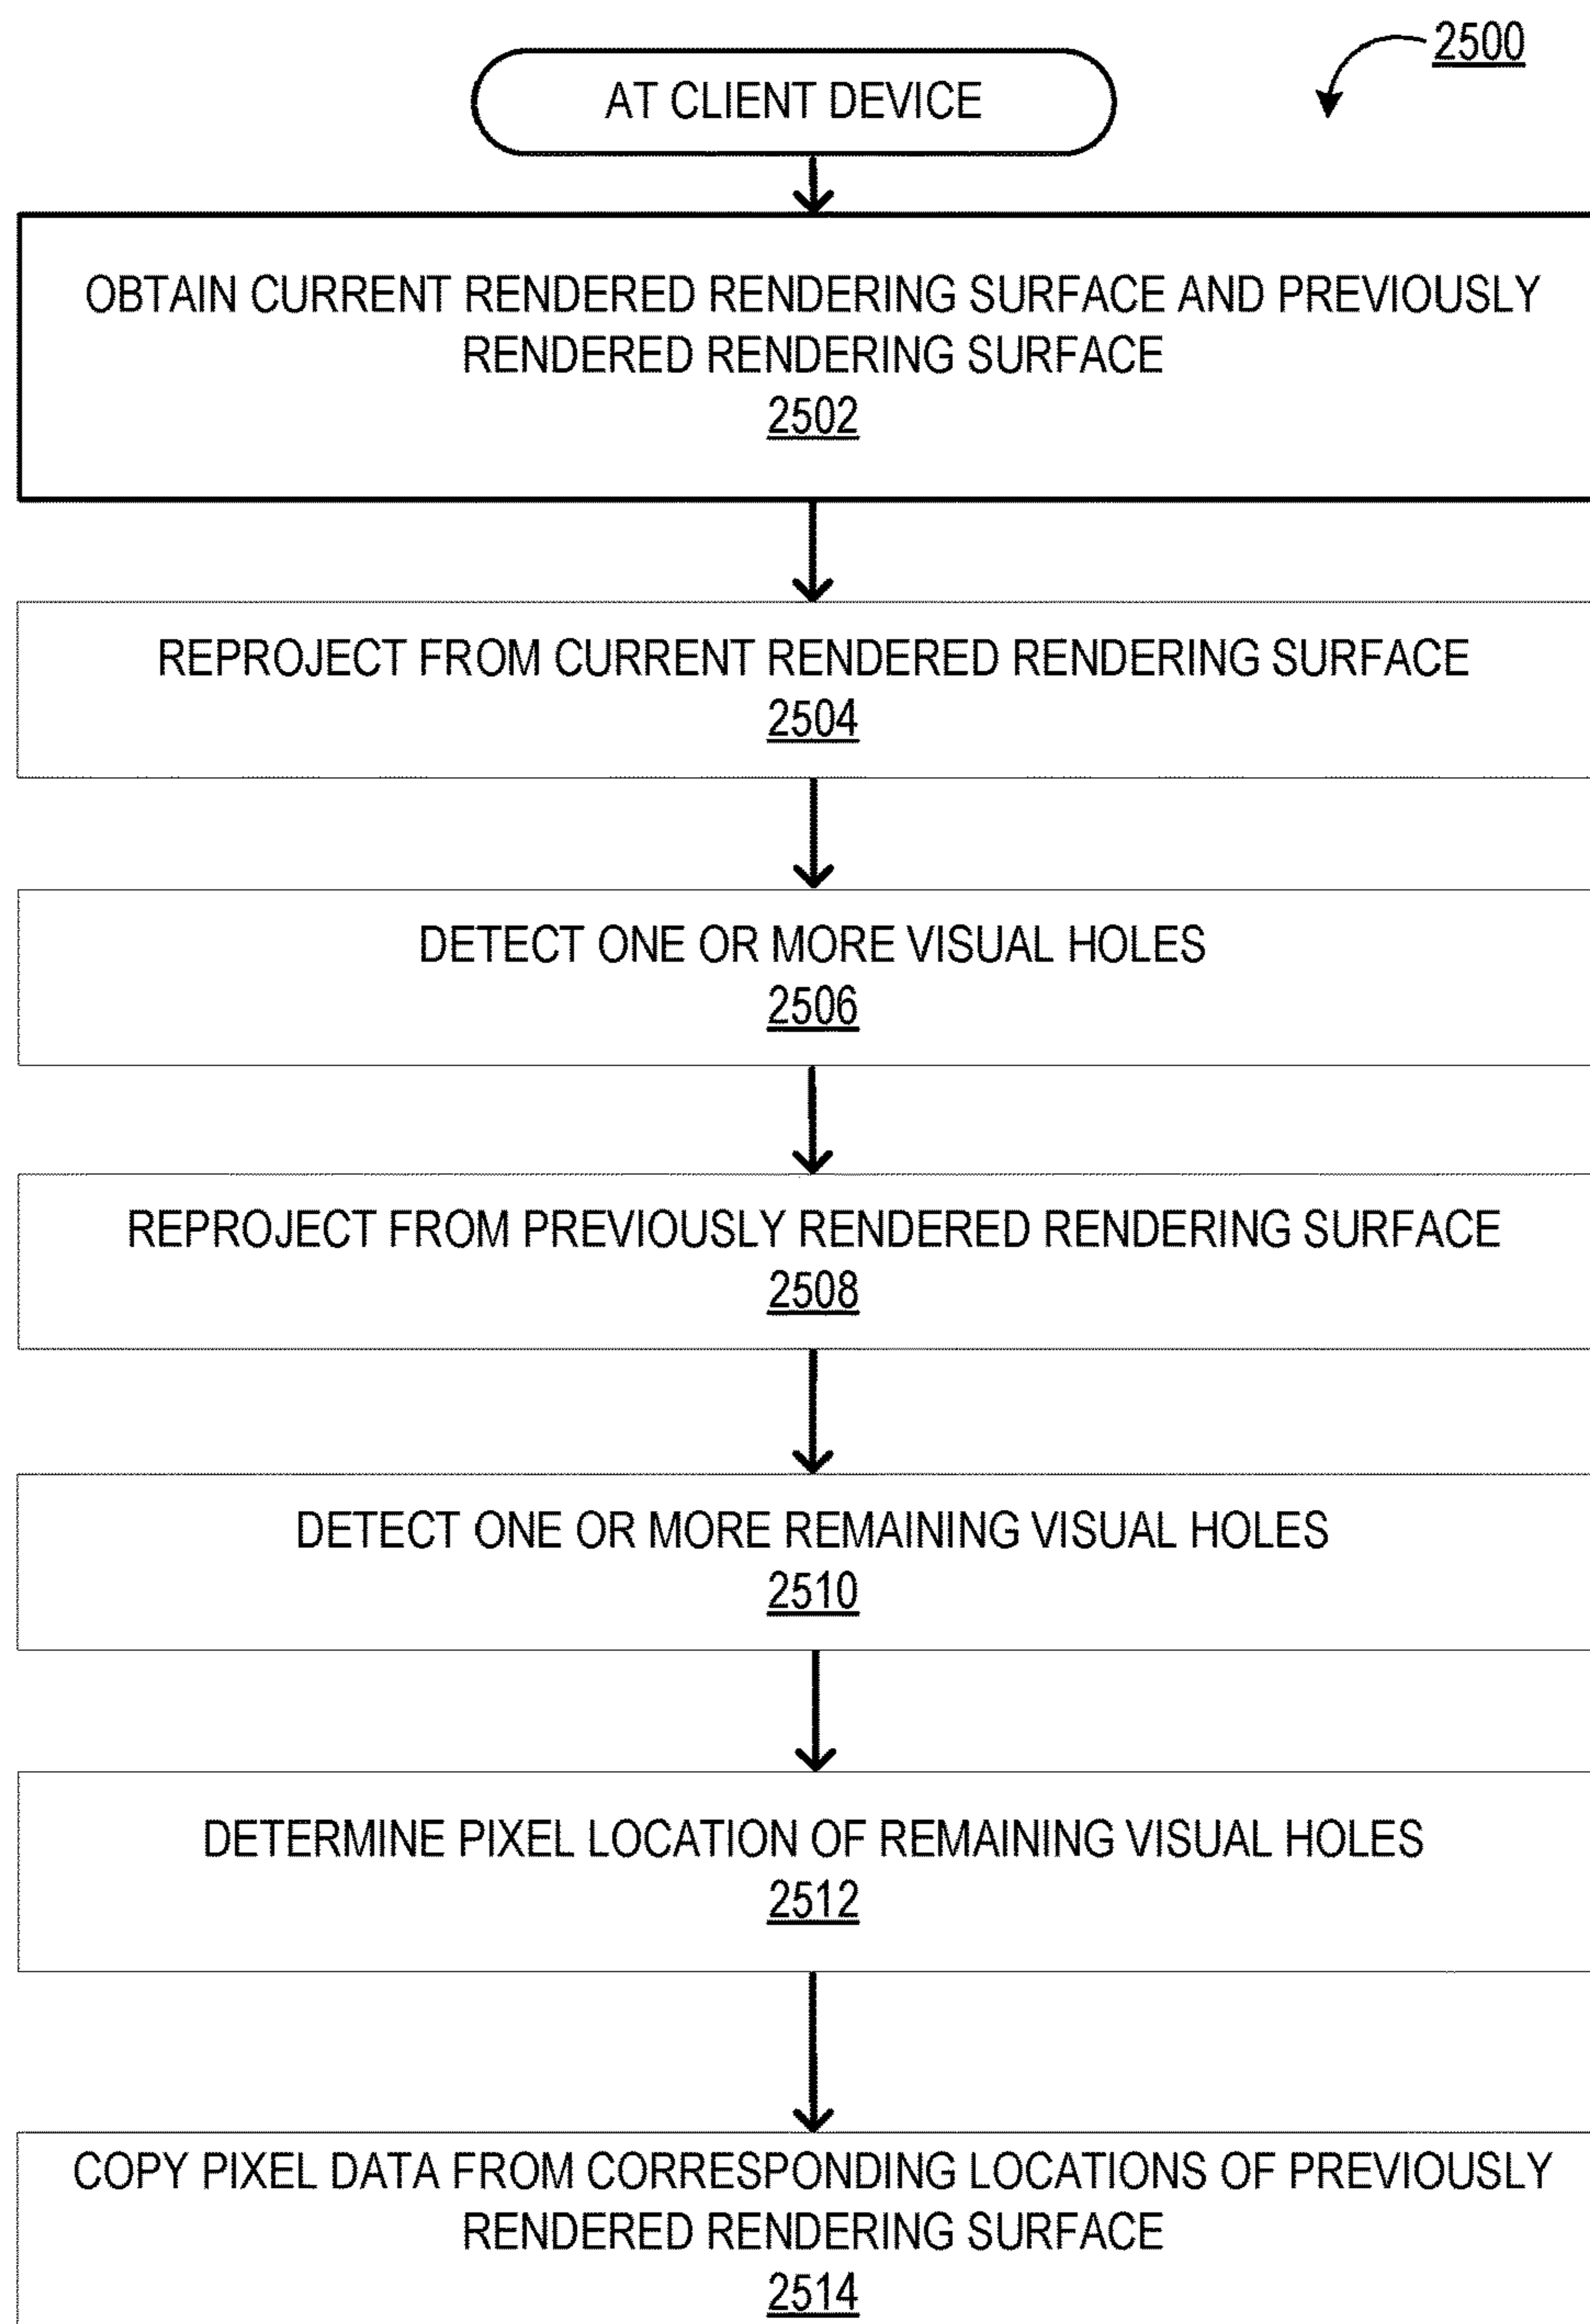 2500
AT CLIENT DEVICE
OBTAIN CURRENT RENDERED RENDERING SURFACE AND PREVIOUSLY
RENDERED RENDERING SURFACE
2502
REPROJECT FROM CURRENT RENDERED RENDERING SURFACE
2504
DETECT ONE OR MORE VISUAL HOLES
2506
REPROJECT FROM PREVIOUSLY RENDERED RENDERING SURFACE
2508
DETECT ONE OR MORE REMAINING VISUAL HOLES
2510
DETERMINE PIXEL LOCATION OF REMAINING VISUAL HOLES
2512
COPY PIXEL DATA FROM CORRESPONDING LOCATIONS OF PREVIOUSLY
RENDERED RENDERING SURFACE
2514